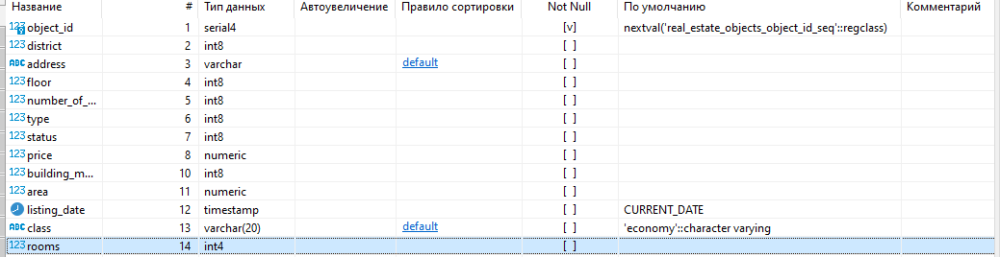 Название # Тип данных Автоувеличение Правило сортировки Not Null По умолчанию Комментарий
123 object_id 1 serial4 [v] nextval('real_estate_objects_object_id_seq'::regclass)
123 district 2 int8 [ ]
ABC address 3 varchar default [ ]
123 floor 4 int8 [ ]
123 number_of_... 5 int8 [ ]
123 type 6 int8 [ ]
123 status 7 int8 [ ]
123 price 8 numeric [ ]
123 building_m... 10 int8 [ ]
123 area 11 numeric [ ]
listing_date 12 timestamp [ ] CURRENT_DATE
ABC class 13 varchar(20) default [ ] 'economy'::character varying
123 rooms 14 int4 [ ]